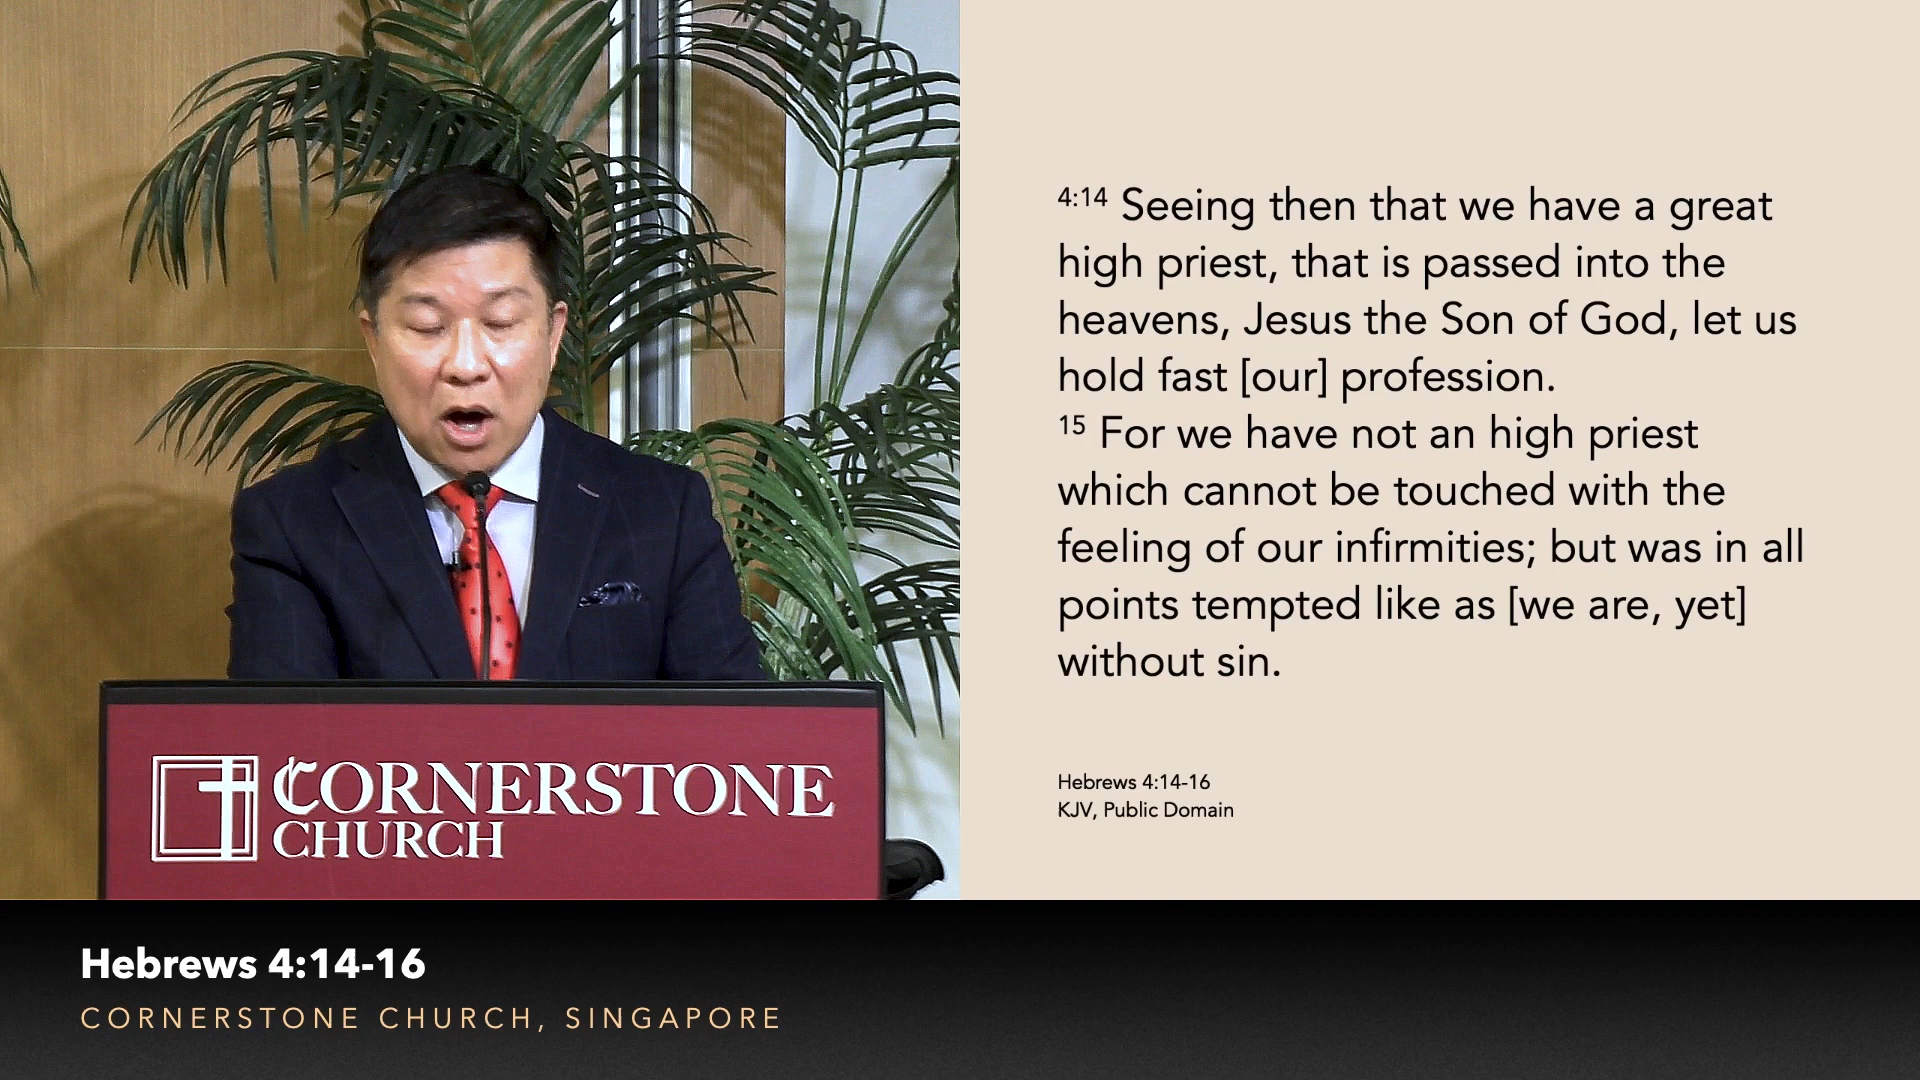 4:14 Seeing then that we have a great
high priest, that is passed into the
heavens, Jesus the Son of God, let us
hold fast [our] profession.
15 For we have not an high priest
which cannot be touched with the
feeling of our infirmities; but was in all
points tempted like as [we are, yet]
without sin.
Hebrews 4:14-16
KJV, Public Domain
CORNERSTONE
CHURCH
Hebrews 4:14-16
CORNERSTONE CHURCH, SINGAPORE